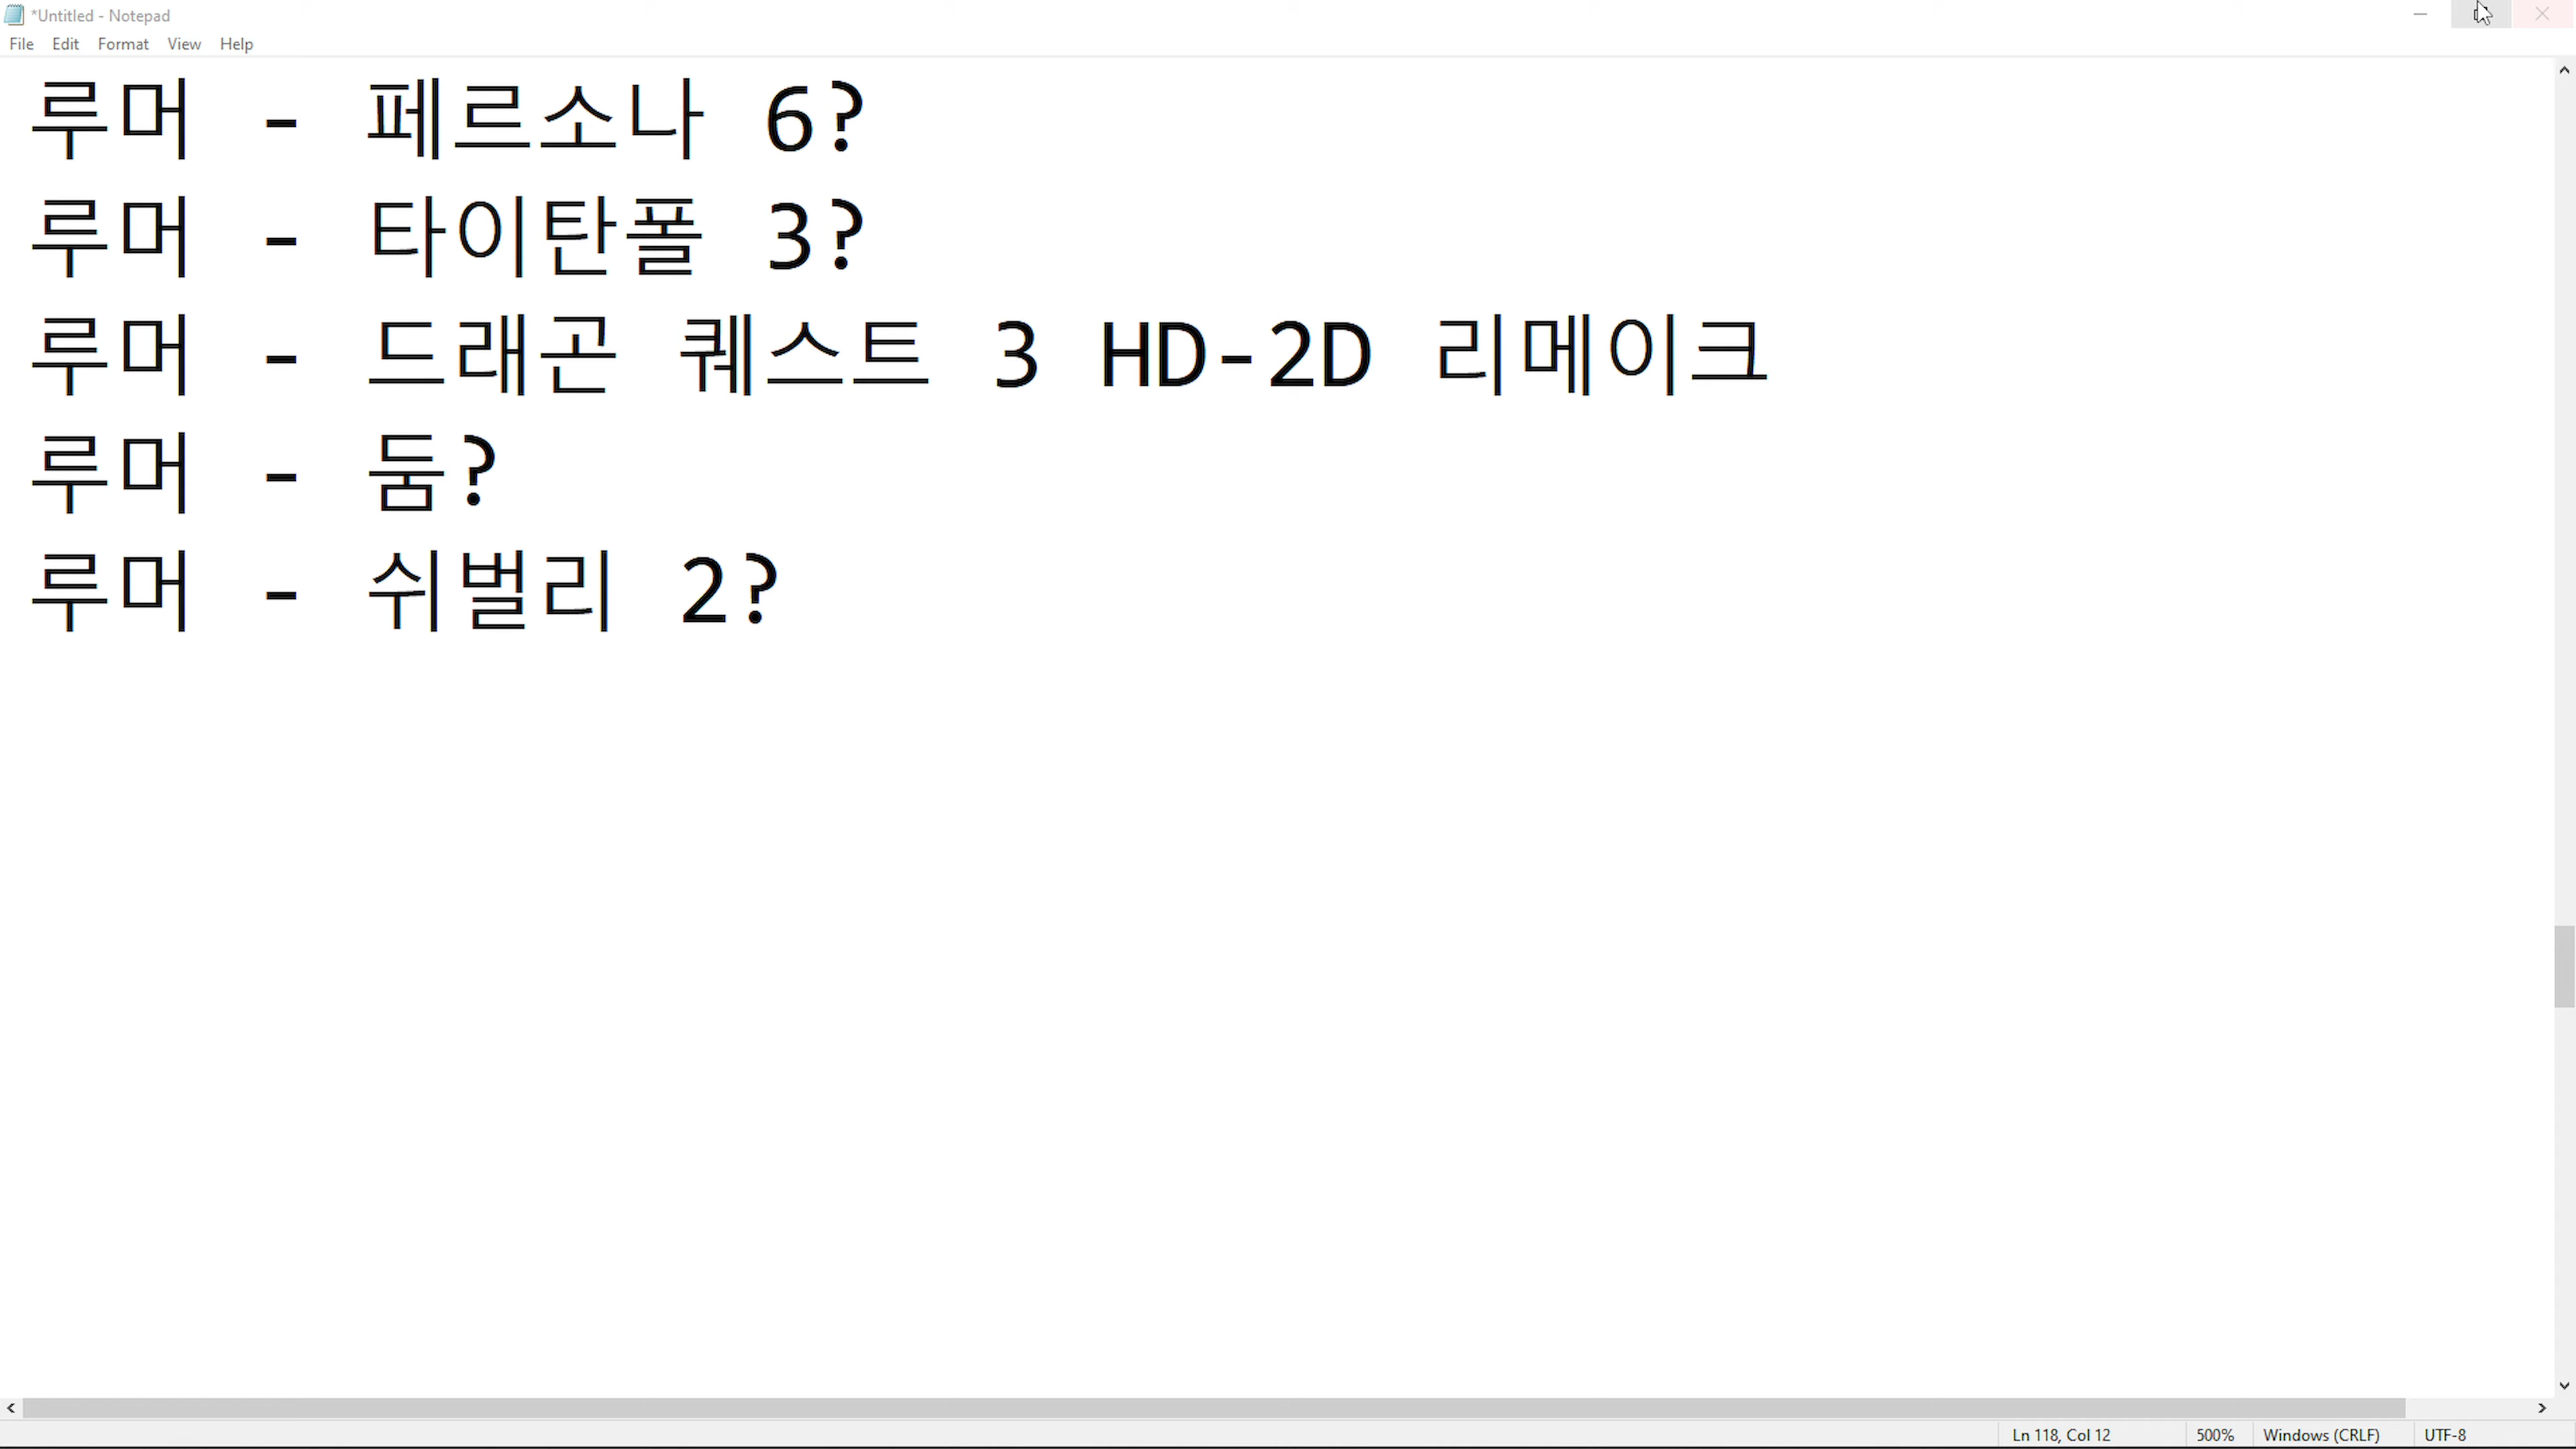 *Untitled - Notepad
File Edit Format View Help
루머 - 페르소나 6?
루머 - 타이탄폴 3?
루머 - 드래곤 퀘스트 3 HD-2D 리메이크
루머 - 둠?
루머 - 쉬벌리 2?
Ln 118, Col 12 500% Windows (CRLF) UTF-8